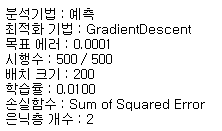 분석기법 : 예측
최적화 기법 : GradientDescent
목표 에러 : 0.0001
시행수 : 500 / 500
배치 크기 : 200
학습률 : 0.0100
손실함수 : Sum of Squared Error
은닉층 개수 : 2